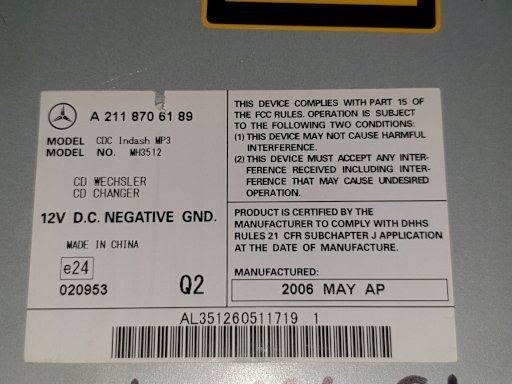 A 211 870 61 89
MODEL CDC Indash MP3
MODEL NO. MH3512
CD WECHSLER
CD CHANGER
12V D.C. NEGATIVE GND.
MADE IN CHINA
e24
020953
Q2
THIS DEVICE COMPLIES WITH PART 15 OF
THE FCC RULES. OPERATION IS SUBJECT
TO THE FOLLOWING TWO CONDITIONS:
(1) THIS DEVICE MAY NOT CAUSE HARMFUL
INTERFERENCE.
(2) THIS DEVICE MUST ACCEPT ANY INTER-
FERENCE RECEIVED INCLUDING INTER-
FERENCE THAT MAY CAUSE UNDESIRED
OPERATION.
PRODUCT IS CERTIFIED BY THE
MANUFACTURER TO COMPLY WITH DHHS
RULES 21 CFR SUBCHAPTER J APPLICATION
AT THE DATE OF MANUFACTURE.
MANUFACTURED:
2006 MAY AP
AL351260511719 1